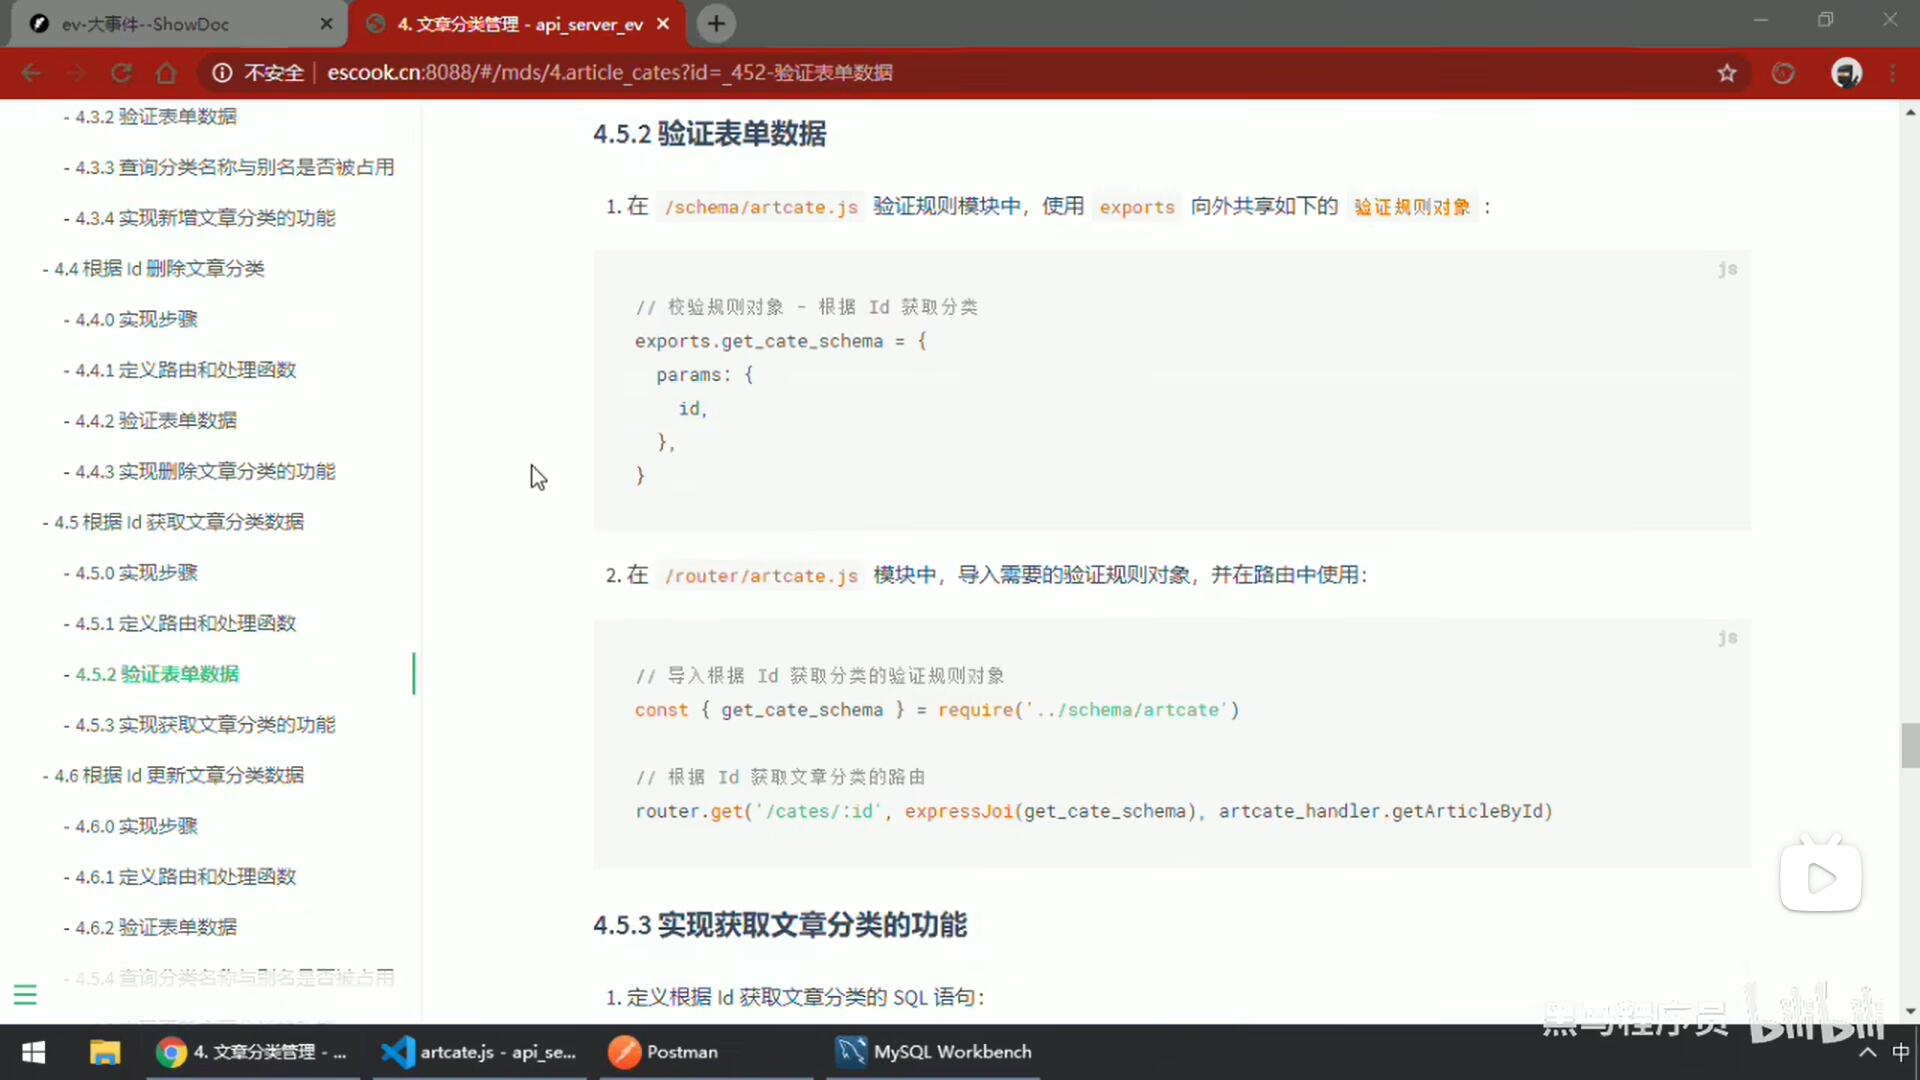 ev-大事件--ShowDoc
4. 文章分类管理 - api_server_ev
不安全 escook.cn:8088/#/mds/4.article_cates?id=_452-验证表单数据
- 4.3.2 验证表单数据
- 4.3.3 查询分类名称与别名是否被占用
- 4.3.4 实现新增文章分类的功能
- 4.4 根据 Id 删除文章分类
- 4.4.0 实现步骤
- 4.4.1 定义路由和处理函数
- 4.4.2 验证表单数据
- 4.4.3 实现删除文章分类的功能
- 4.5 根据 Id 获取文章分类数据
- 4.5.0 实现步骤
- 4.5.1 定义路由和处理函数
- 4.5.2 验证表单数据
- 4.5.3 实现获取文章分类的功能
- 4.6 根据 Id 更新文章分类数据
- 4.6.0 实现步骤
- 4.6.1 定义路由和处理函数
- 4.6.2 验证表单数据
- 4.5.4 查询分类名称与别名是否被占用
4.5.2 验证表单数据
1. 在 /schema/artcate.js 验证规则模块中，使用 exports 向外共享如下的 验证规则对象 ：
js
// 校验规则对象 - 根据 Id 获取分类
exports.get_cate_schema = {
params: {
id,
},
}
2. 在 /router/artcate.js 模块中，导入需要的验证规则对象，并在路由中使用：
js
// 导入根据 Id 获取分类的验证规则对象
const { get_cate_schema } = require('../schema/artcate')
// 根据 Id 获取文章分类的路由
router.get('/cates/:id', expressJoi(get_cate_schema), artcate_handler.getArticleById)
4.5.3 实现获取文章分类的功能
1. 定义根据 Id 获取文章分类的 SQL 语句：
黑马程序员 bilibili
4. 文章分类管理 - ...
artcate.js - api_se...
Postman
MySQL Workbench
中